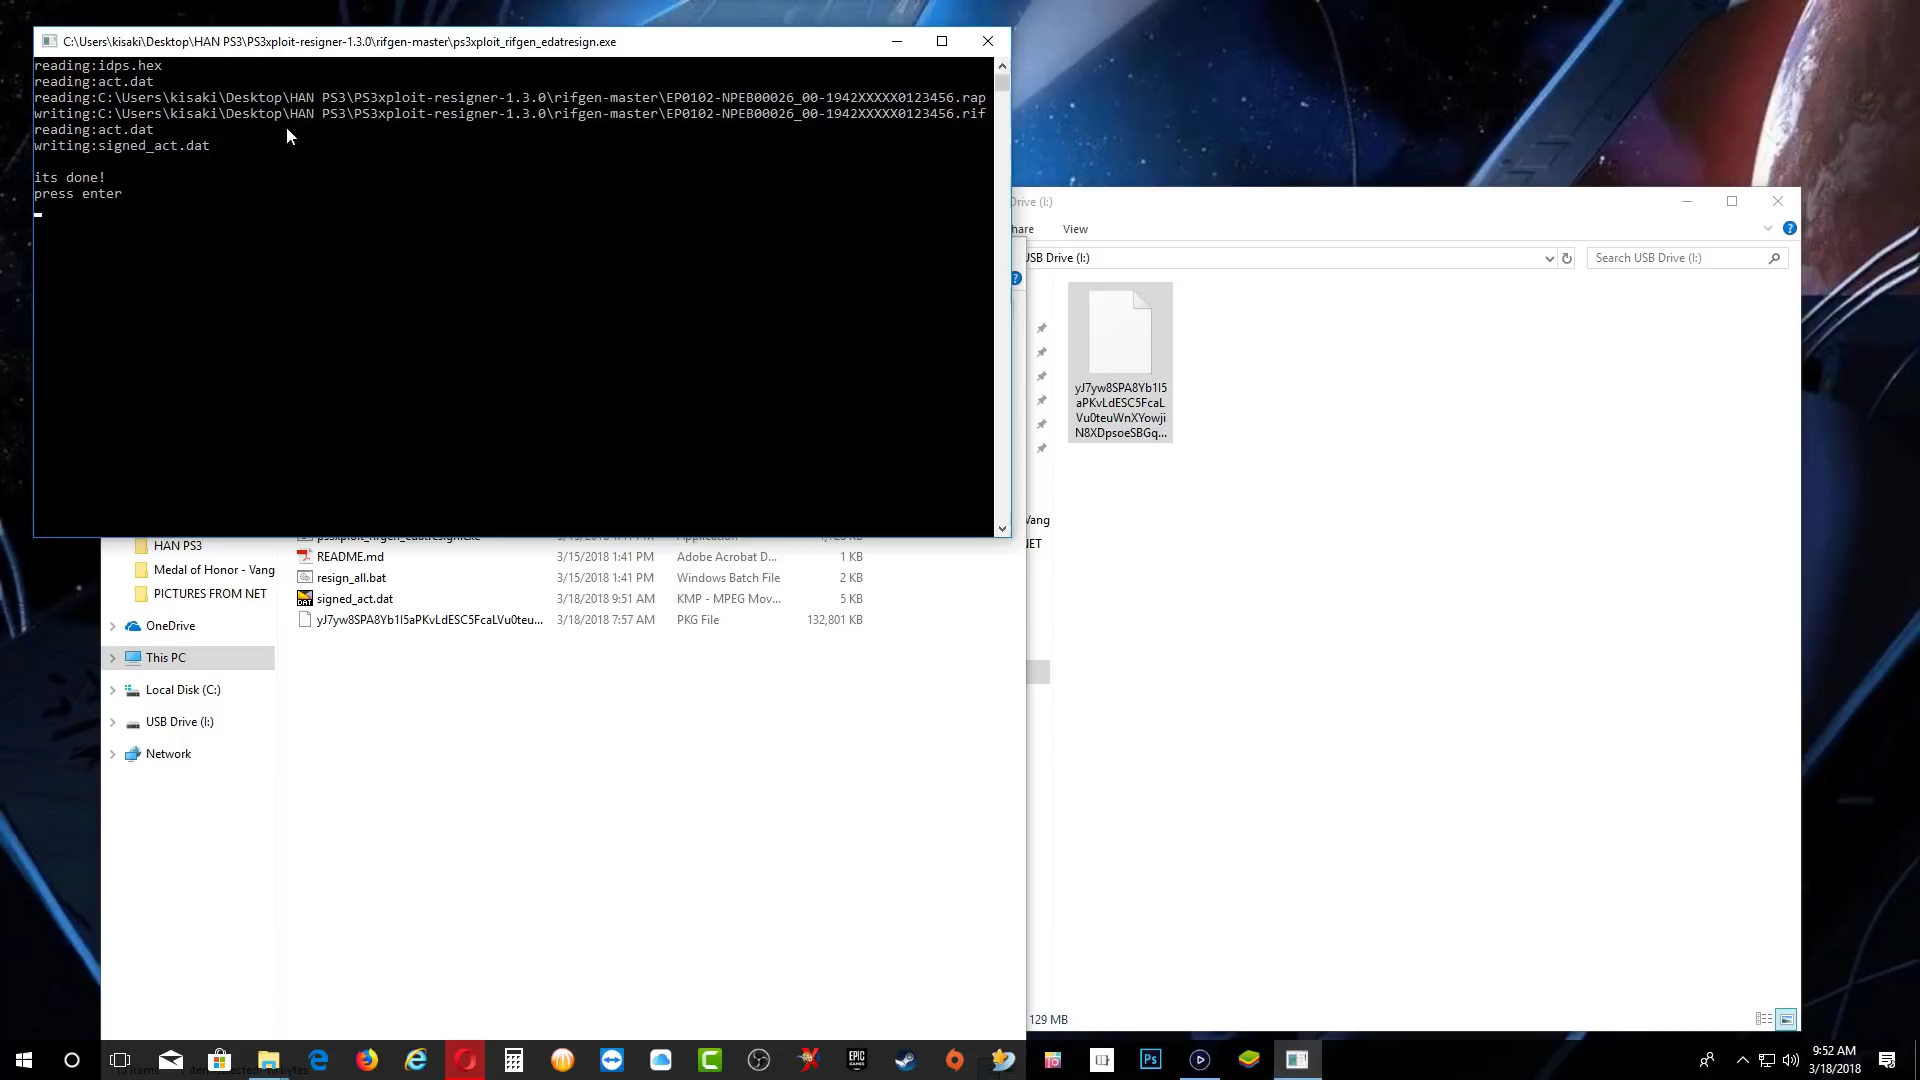 C:\Users\kisaki\Desktop\HAN PS3\PS3xploit-resigner-1.3.0\rifgen-master\ps3xploit_rifgen_edatresign.exe
reading:idps.hex
reading:act.dat
reading:C:\Users\kisaki\Desktop\HAN PS3\PS3xploit-resigner-1.3.0\rifgen-master\EP0102-NPEB00026_00-1942XXXXX0123456.rap
writing:C:\Users\kisaki\Desktop\HAN PS3\PS3xploit-resigner-1.3.0\rifgen-master\EP0102-NPEB00026_00-1942XXXXX0123456.rif
reading:act.dat
writing:signed_act.dat
its done!
press enter
Drive (I:)
hare View
USB Drive (I:) Search USB Drive (I:)
yJ7yw8SPA8Yb1I5
aPKvLdESC5FcaL
Vu0teuWnXYowji
N8XDpsoeSBGq...
Vang
NET
HAN PS3
README.md 3/15/2018 1:41 PM Adobe Acrobat D... 1 KB
Medal of Honor - Vang
resign_all.bat 3/15/2018 1:41 PM Windows Batch File 2 KB
PICTURES FROM NET
signed_act.dat 3/18/2018 9:51 AM KMP - MPEG Mov... 5 KB
OneDrive
yJ7yw8SPA8Yb1I5aPKvLdESC5FcaLVu0teu... 3/18/2018 7:57 AM PKG File 132,801 KB
This PC
Local Disk (C:)
USB Drive (I:)
Network
129 MB
EPIC
GAMES
Ps
9:52 AM
3/18/2018